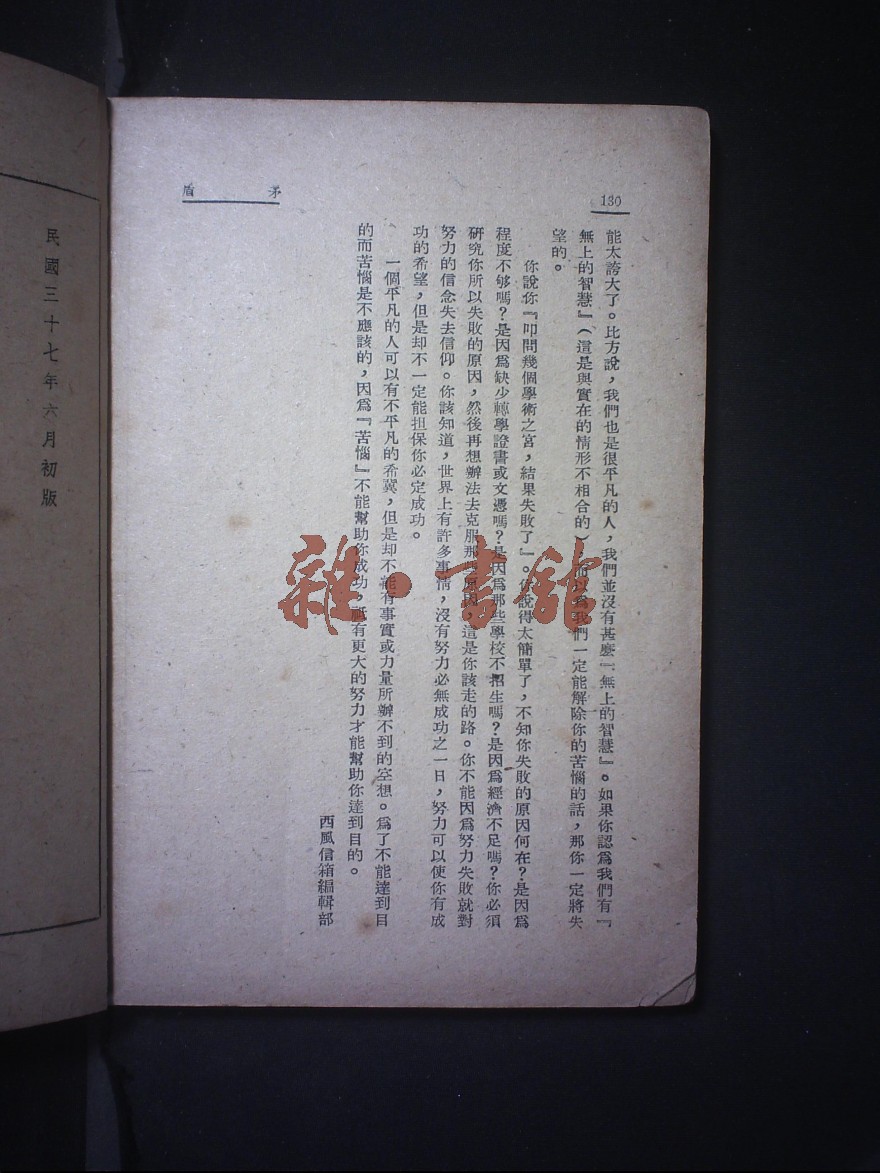 130
矛盾
能太誇大了。比方說，我們也是很平凡的人，我們並沒有甚麼『無上的智慧』。如果你認為我們有『
無上的智慧』（這是與實在的情形不相合的），而以為我們一定能解除你的苦惱的話，那你一定將失
望的。
你說你『叩問幾個學術之宮，結果失敗了』。你說得太簡單了，不知你失敗的原因何在？是因為
程度不够嗎？是因為缺少轉學證書或文憑嗎？是因為那些學校不招生嗎？是因為經濟不足嗎？你必須
研究你所以失敗的原因，然後再想辦法去克服那些原因，這是你該走的路。你不能因為努力失敗就對
努力的信念失去信仰。你該知道，世界上有許多事情，沒有努力必無成功之一日，努力可以使你有成
功的希望，但是却不一定能担保你必定成功。
一個平凡的人可以有不平凡的希冀，但是却不能有事實或力量所辦不到的空想。為了不能達到目
的而苦惱是不應該的，因為『苦惱』不能幫助你成功，祇有更大的努力才能幫助你達到目的。
西風信箱編輯部
民國三十七年六月初版
雜·書館